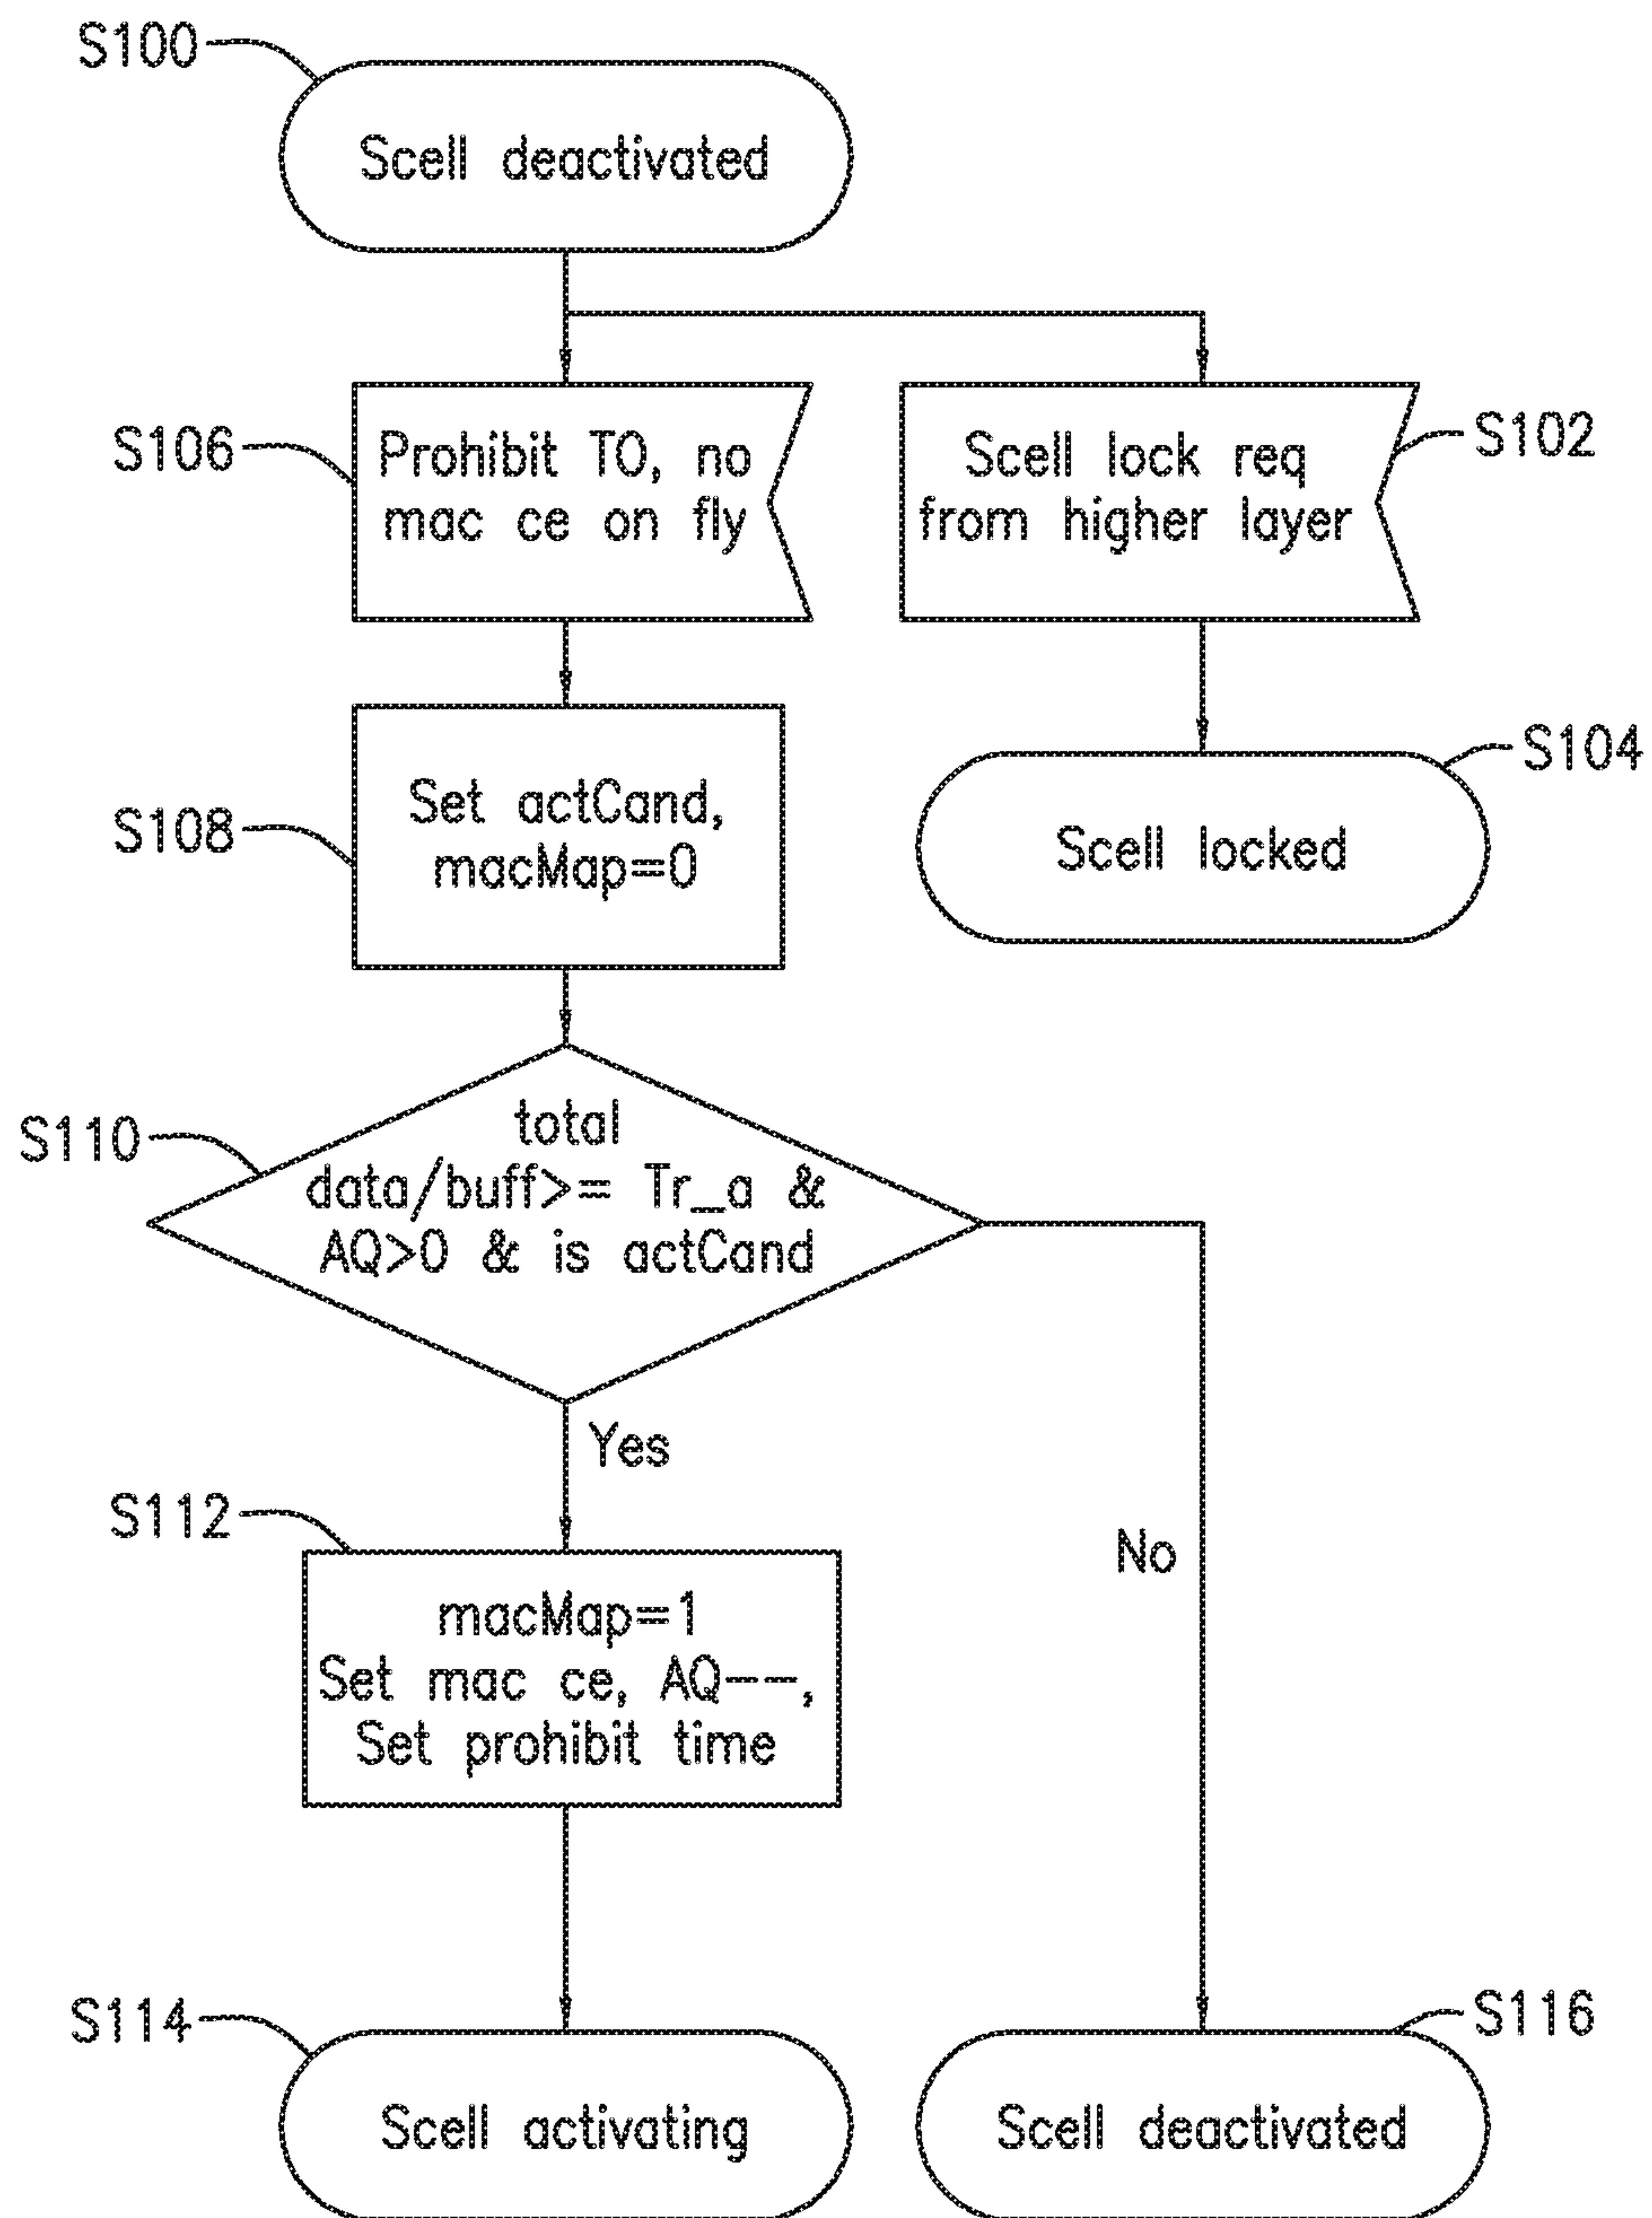 S100
Scell deactivated
S106
Prohibit TO, no
mac ce on fly
Scell lock req
from higher layer
S102
S108
Set actCand,
macMap=0
S104
Scell locked
S110
total
data/buff>= Tr_a &
AQ>0 & is actCand
Yes
No
S112
macMap=1
Set mac ce, AQ--,
Set prohibit time
S114
Scell activating
S116
Scell deactivated